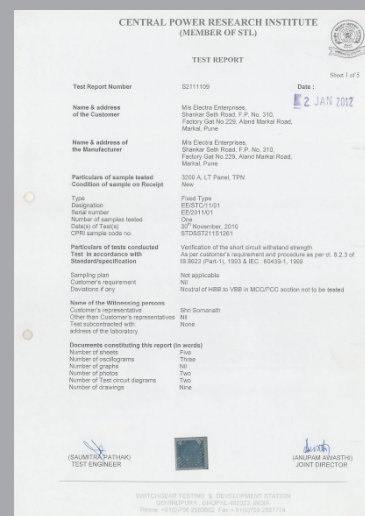 CENTRAL POWER RESEARCH INSTITUTE
(MEMBER OF STL)
TEST REPORT
Sheet 1 of 5
Test Report Number S2111109 Date :
2 JAN 2012
Name & address M/s Electro Enterprises,
of the Customer Shankar Seth Road, F.P. No. 310,
Factory Gat No.229, Aland Markal Road,
Markal, Pune
Name & address of M/s Electro Enterprises,
the Manufacturer Shankar Seth Road, F.P. No. 310,
Factory Gat No.229, Aland Markal Road,
Markal, Pune
Particulars of sample tested 3200 A, LT Panel, TPN
Condition of sample on Receipt New
Type Fixed Type
Designation EE/STC/11/01
Serial number EE/2011/01
Number of samples tested One
Date(s) of Test(s) 30th November, 2010
CPRI sample code no. STDSST211S1261
Particulars of tests conducted Verification of the short circuit withstand strength
Test in accordance with As per customer's requirement and procedure as per cl. 8.2.3 of
Standard/specification IS:8623 (Part-1), 1993 & IEC : 60439-1, 1999
Sampling plan Not applicable
Customer's requirement Nil
Deviations if any Neutral of HBB to VBB in MCC/PCC section not to be tested
Name of the Witnessing persons
Customer's representative Shri Somanath
Other than Customer's representatives Nil
Test subcontracted with None
address of the laboratory
Documents constituting this report (in words)
Number of sheets Five
Number of oscillograms Three
Number of graphs Nil
Number of photos Two
Number of Test circuit diagrams Two
Number of drawings Nine
(SAUMITRA PATHAK) (ANUPAM AWASTHI)
TEST ENGINEER JOINT DIRECTOR
SWITCHGEAR TESTING & DEVELOPMENT STATION
GOVINDPURA, BHOPAL-462023, INDIA